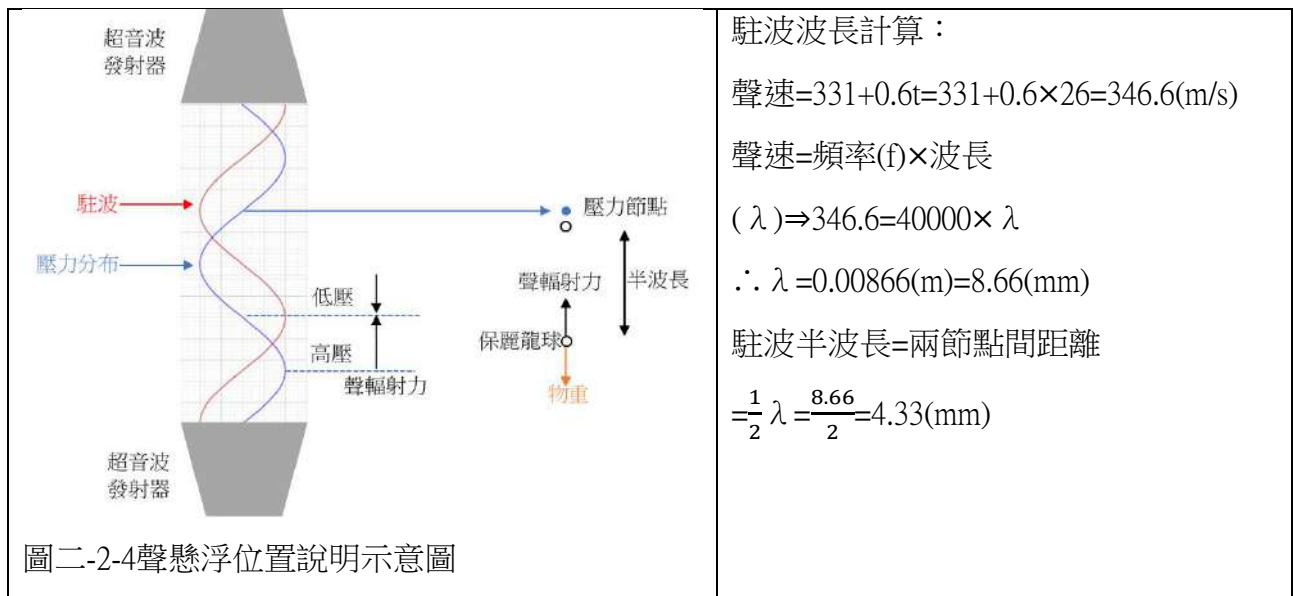 超音波
發射器
駐波
壓力分布
低壓
高壓
聲輻射力
超音波
發射器
壓力節點
聲輻射力
半波長
保麗龍球
物重
圖二-2-4聲懸浮位置說明示意圖
駐波波長計算：
聲速=331+0.6t=331+0.6×26=346.6(m/s)
聲速=頻率(f)×波長
(λ)⇒346.6=40000×λ
∴λ=0.00866(m)=8.66(mm)
駐波半波長=兩節點間距離
=\frac{1}{2}λ=\frac{8.66}{2}=4.33(mm)